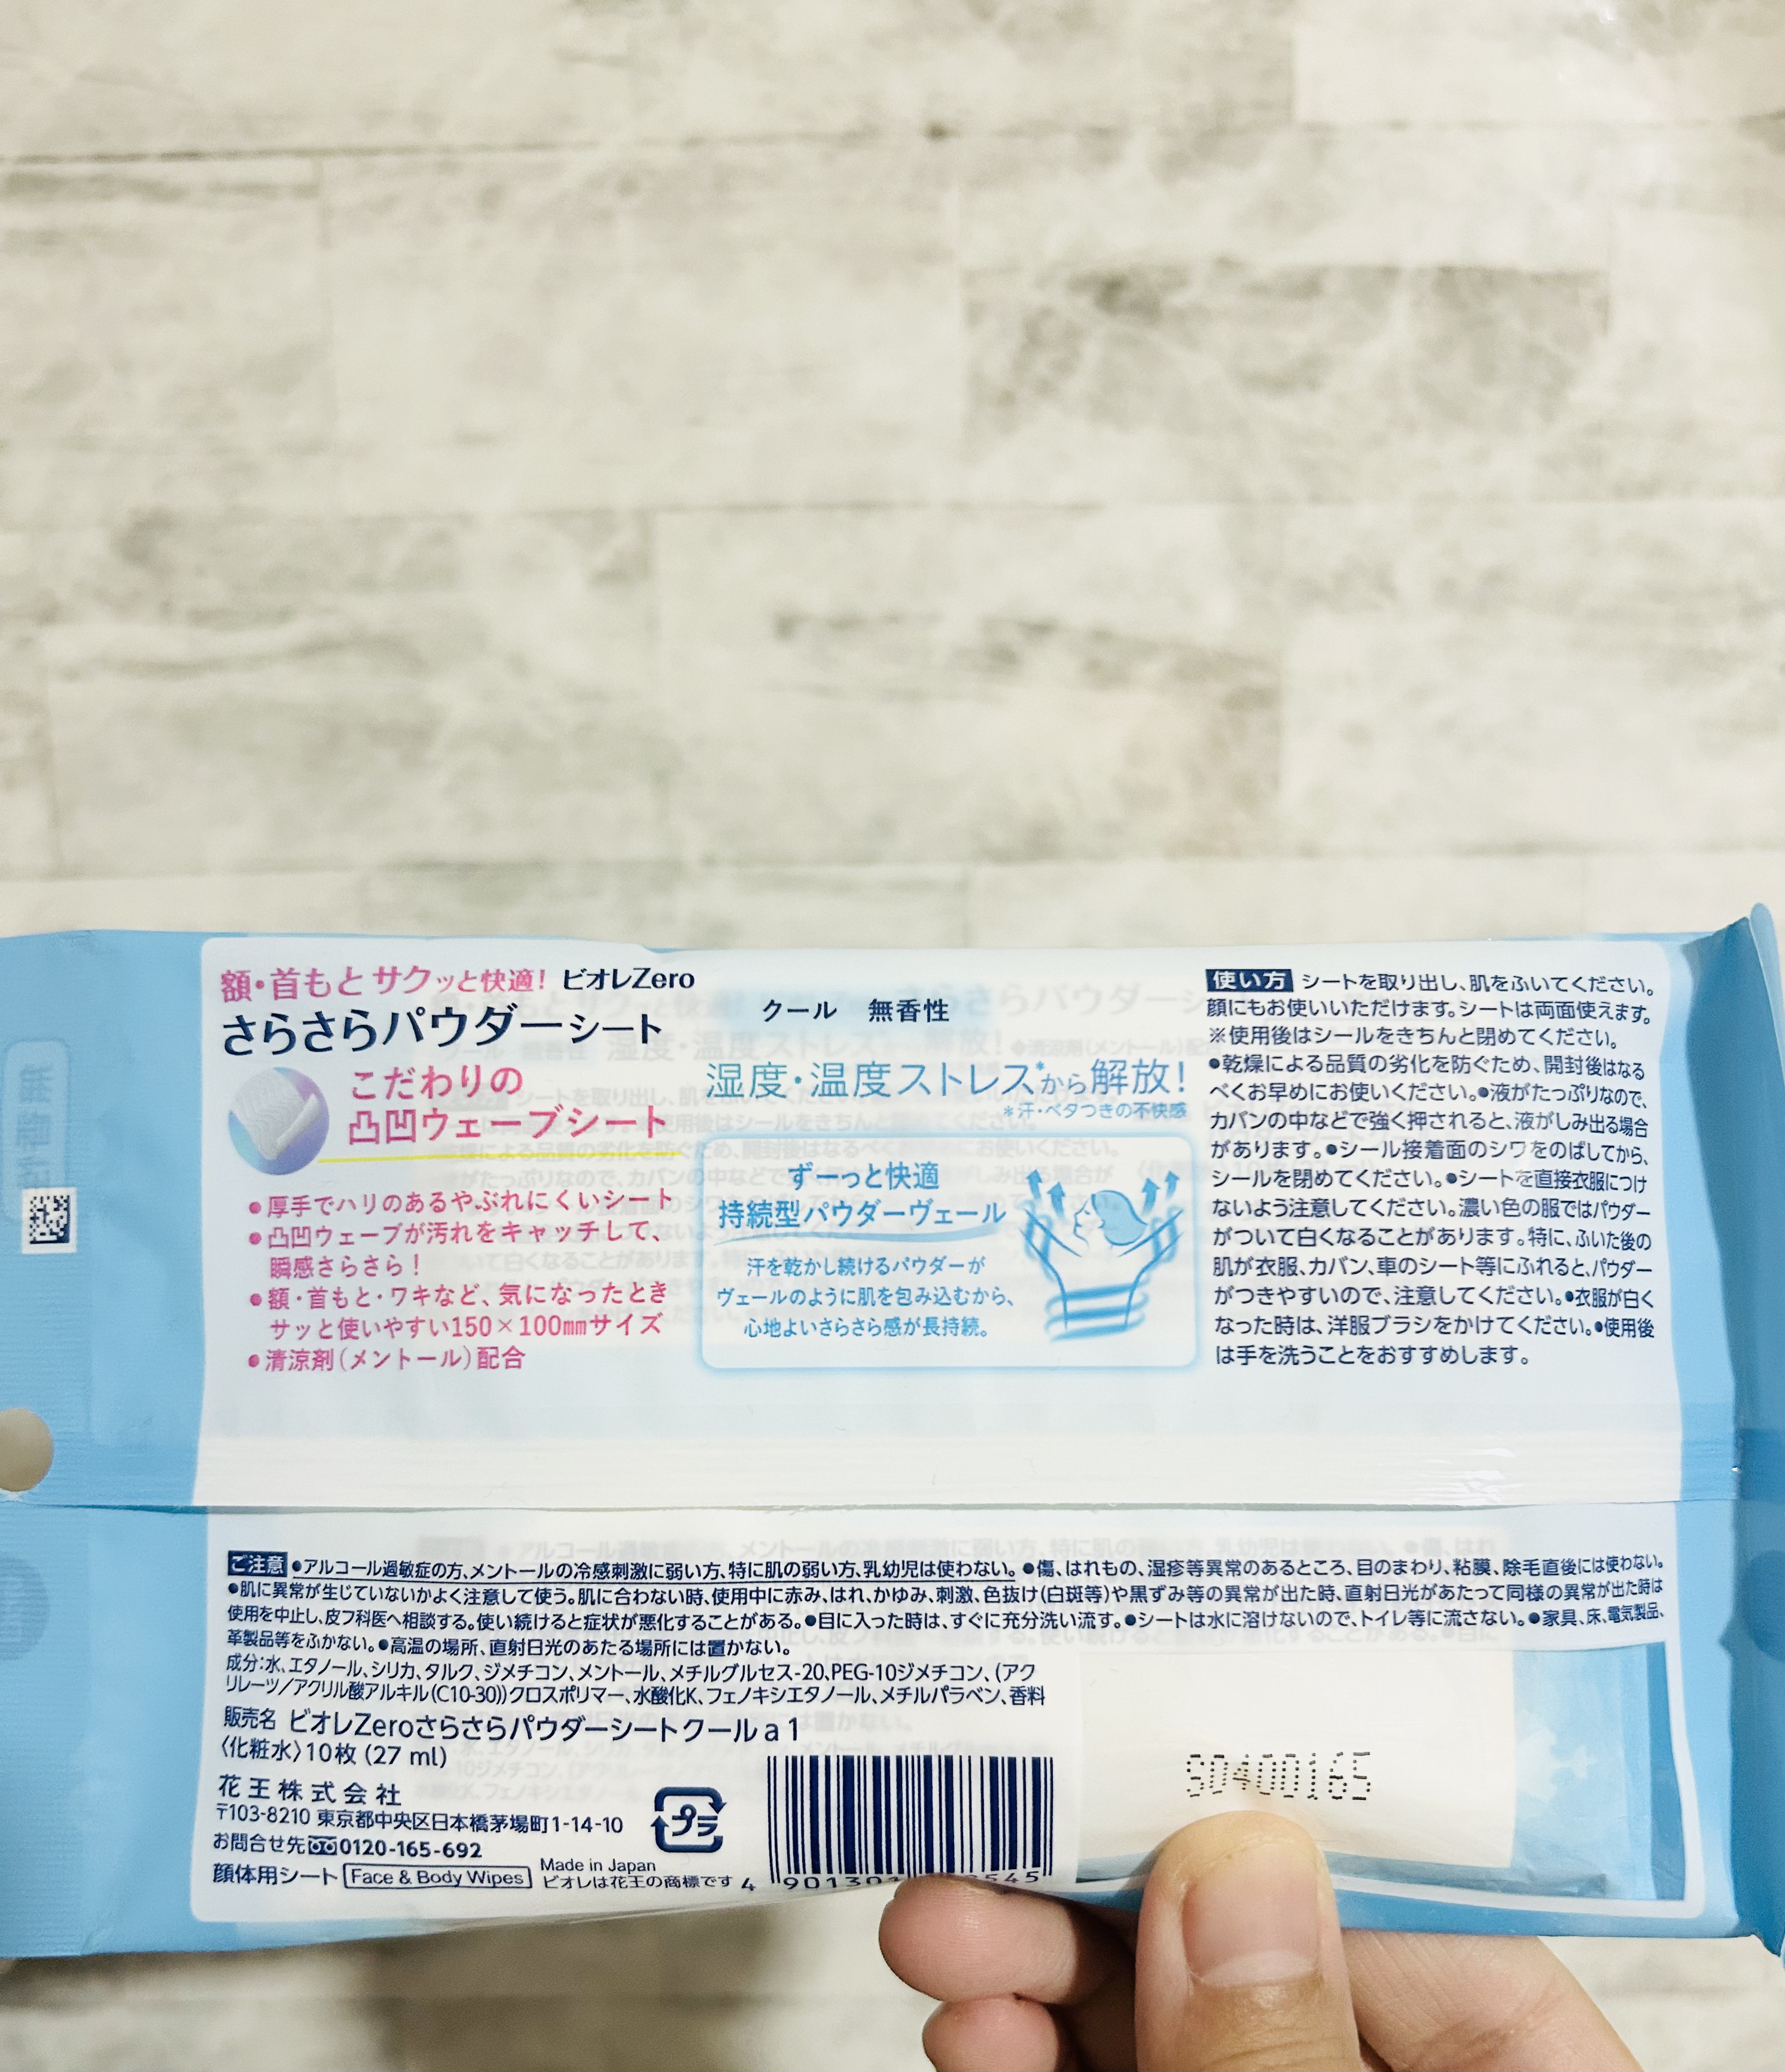 額・首もと サクッと快適! ビオレZero
さらさらパウダーシート
クール 無香性
こだわりの
凸凹ウェーブシート
●厚手でハリのあるやぶれにくいシート
●凸凹ウェーブが汚れをキャッチして、
瞬感さらさら!
●額・首もと・ワキなど、気になったとき
サッと使いやすい150×100㎜サイズ
●清涼剤(メントール)配合
湿度・温度ストレス*から解放!
*汗・ベタつきの不快感
ずーっと快適
持続型パウダーヴェール
汗を乾かし続けるパウダーが
ヴェールのように肌を包み込むから、
心地よいさらさら感が長持続。
使い方 シートを取り出し、肌をふいてください。
顔にもお使いいただけます。シートは両面使えます。
※使用後はシールをきちんと閉めてください。
●乾燥による品質の劣化を防ぐため、開封後はなる
べくお早めにお使いください。●液がたっぷりなので、
カバンの中などで強く押されると、液がしみ出る場合
があります。●シール接着面のシワをのばしてから、
シールを閉めてください。●シートを直接衣服につけ
ないよう注意してください。濃い色の服ではパウダー
がついて白くなることがあります。特に、ふいた後の
肌が衣服、カバン、車のシート等にふれると、パウダー
がつきやすいので、注意してください。●衣服が白く
なった時は、洋服ブラシをかけてください。●使用後
は手を洗うことをおすすめします。
ご注意 ●アルコール過敏症の方、メントールの冷感刺激に弱い方、特に肌の弱い方、乳幼児は使わない。●傷、はれもの、湿疹等異常のあるところ、目のまわり、粘膜、除毛直後には使わない。
●肌に異常が生じていないかよく注意して使う。肌に合わない時、使用中に赤み、はれ、かゆみ、刺激、色抜け(白斑等)や黒ずみ等の異常が出た時、直射日光があたって同様の異常が出た時は
使用を中止し、皮フ科医へ相談する。使い続けると症状が悪化することがある。●目に入った時は、すぐに充分洗い流す。●シートは水に溶けないので、トイレ等に流さない。●家具、床、電気製品、
革製品等をふかない。●高温の場所、直射日光のあたる場所には置かない。
成分:水、エタノール、シリカ、タルク、ジメチコン、メントール、メチルグルセス-20、PEG-10ジメチコン、(アク
リレーツ/アクリル酸アルキル(C10-30))クロスポリマー、水酸化K、フェノキシエタノール、メチルパラベン、香料
販売名 ビオレZeroさらさらパウダーシートクールa1
〈化粧水〉10枚 (27 ml)
花王株式会社
〒103-8210 東京都中央区日本橋茅場町1-14-10
お問合せ先 0120-165-692
顔体用シート Face & Body Wipes
Made in Japan
ビオレは花王の商標です
プラ
4 901301
545
S0400165